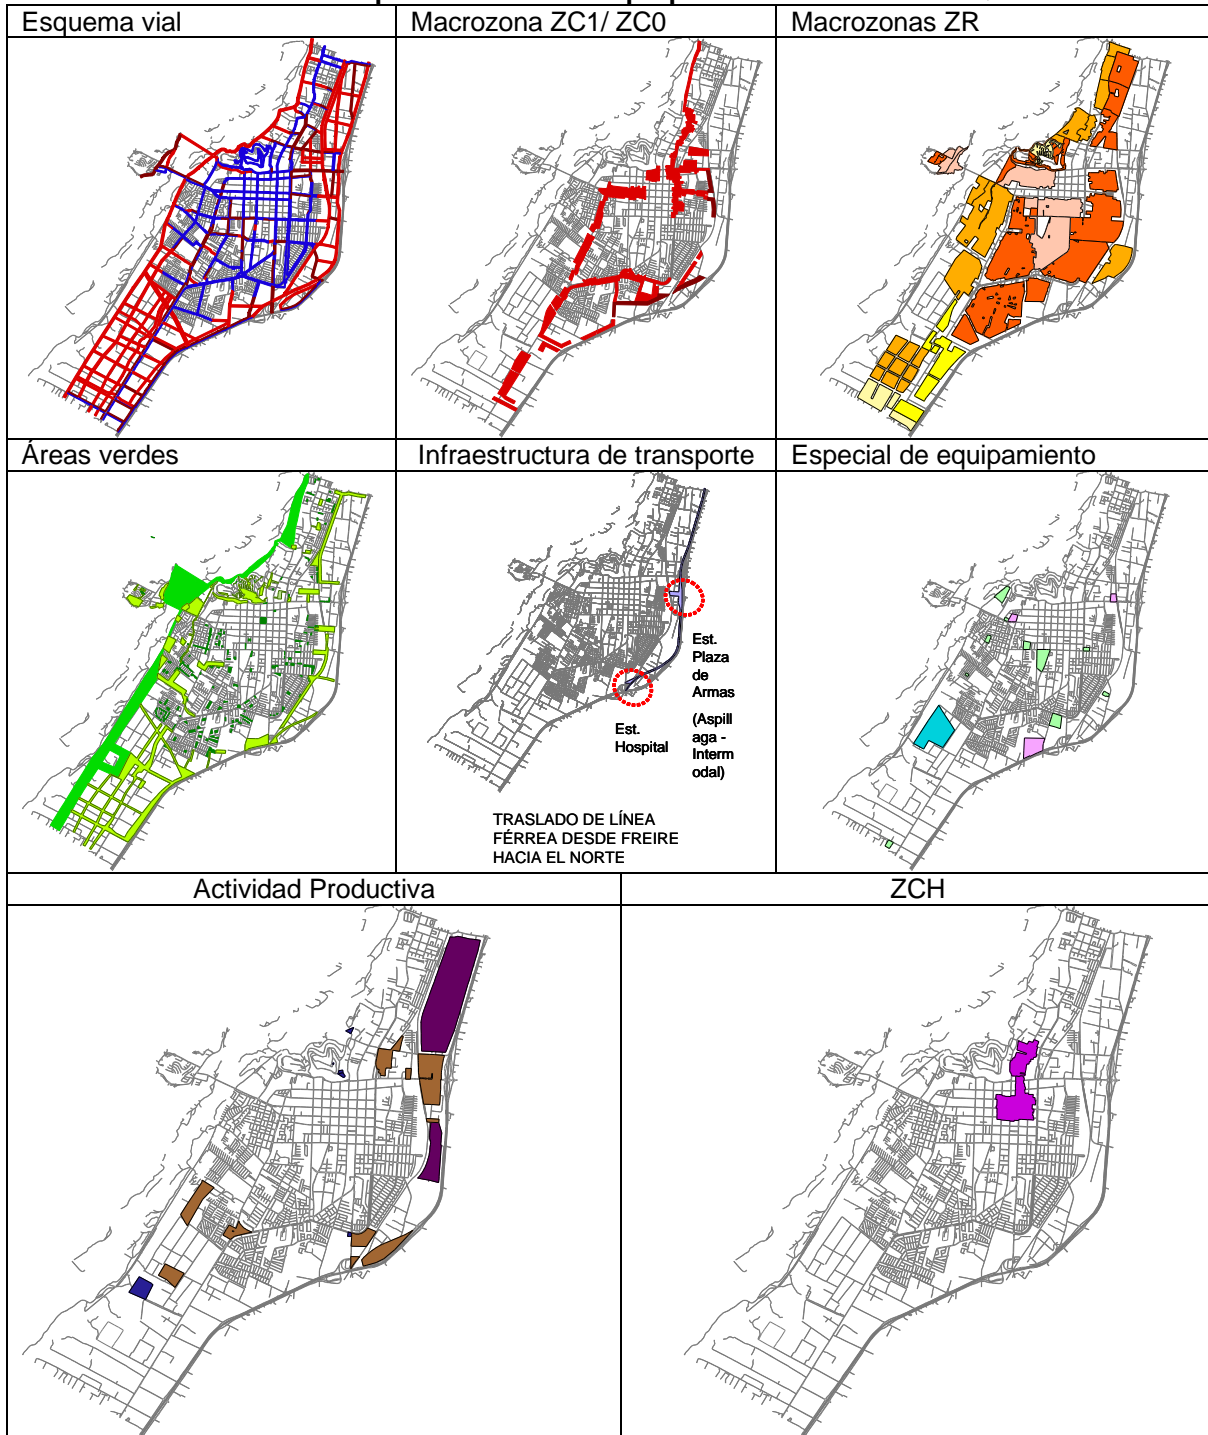 Esquema vial
Macrozona ZC1/ ZC0
Macrozonas ZR
Áreas verdes
Infraestructura de transporte
Especial de equipamiento
Est.
Plaza
de
Armas
(Aspill
aga -
Interm
odal)
Est.
Hospital
TRASLADO DE LÍNEA
FÉRREA DESDE FREIRE
HACIA EL NORTE
Actividad Productiva
ZCH